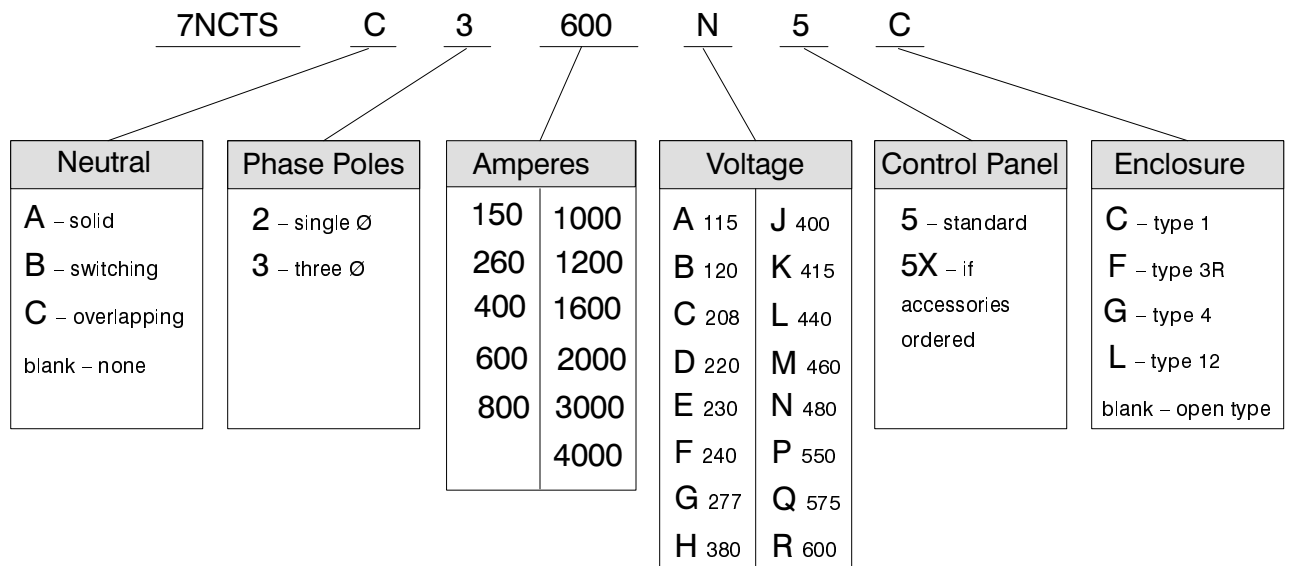 7NCTS C 3 600 N 5 C
Neutral
A – solid
B – switching
C – overlapping
blank – none
Phase Poles
2 – single Ø
3 – three Ø
Amperes
150 1000
260 1200
400 1600
600 2000
800 3000
4000
Voltage
A 115 J 400
B 120 K 415
C 208 L 440
D 220 M 460
E 230 N 480
F 240 P 550
G 277 Q 575
H 380 R 600
Control Panel
5 – standard
5X – if
accessories
ordered
Enclosure
C – type 1
F – type 3R
G – type 4
L – type 12
blank – open type